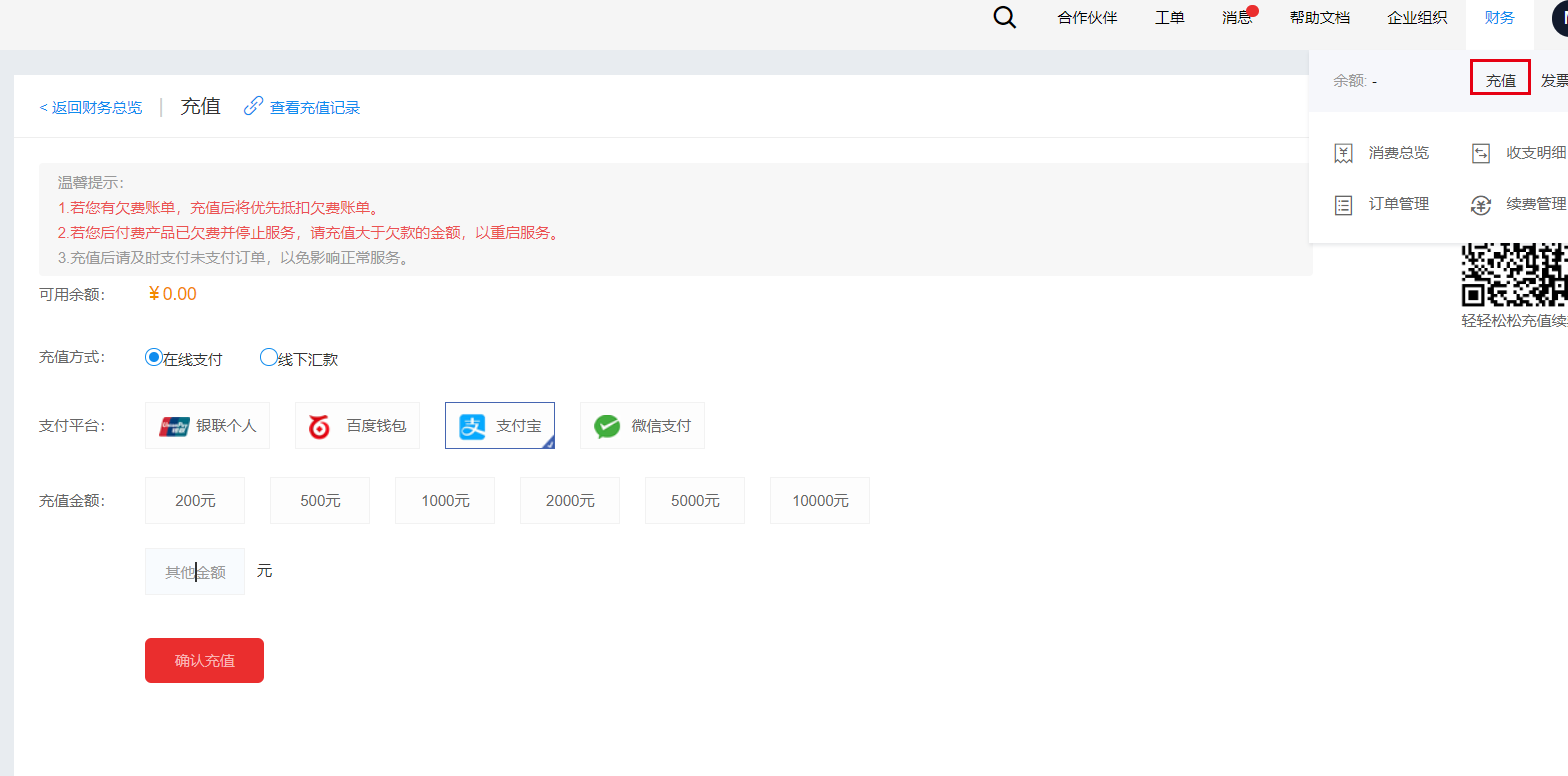 合作伙伴 工单 消息 帮助文档 企业组织 财务
余额: - 充值 发票
< 返回财务总览 | 充值 查看充值记录
消费总览 收支明细
订单管理 续费管理
温馨提示:
1.若您有欠费账单，充值后将优先抵扣欠费账单。
2.若您后付费产品已欠费并停止服务，请充值大于欠款的金额，以重启服务。
3.充值后请及时支付未支付订单，以免影响正常服务。
可用余额: ¥0.00
轻轻松松充值续
充值方式: 在线支付 线下汇款
支付平台: 银联个人 百度钱包 支付宝 微信支付
充值金额: 200元 500元 1000元 2000元 5000元 10000元
其他金额 元
确认充值